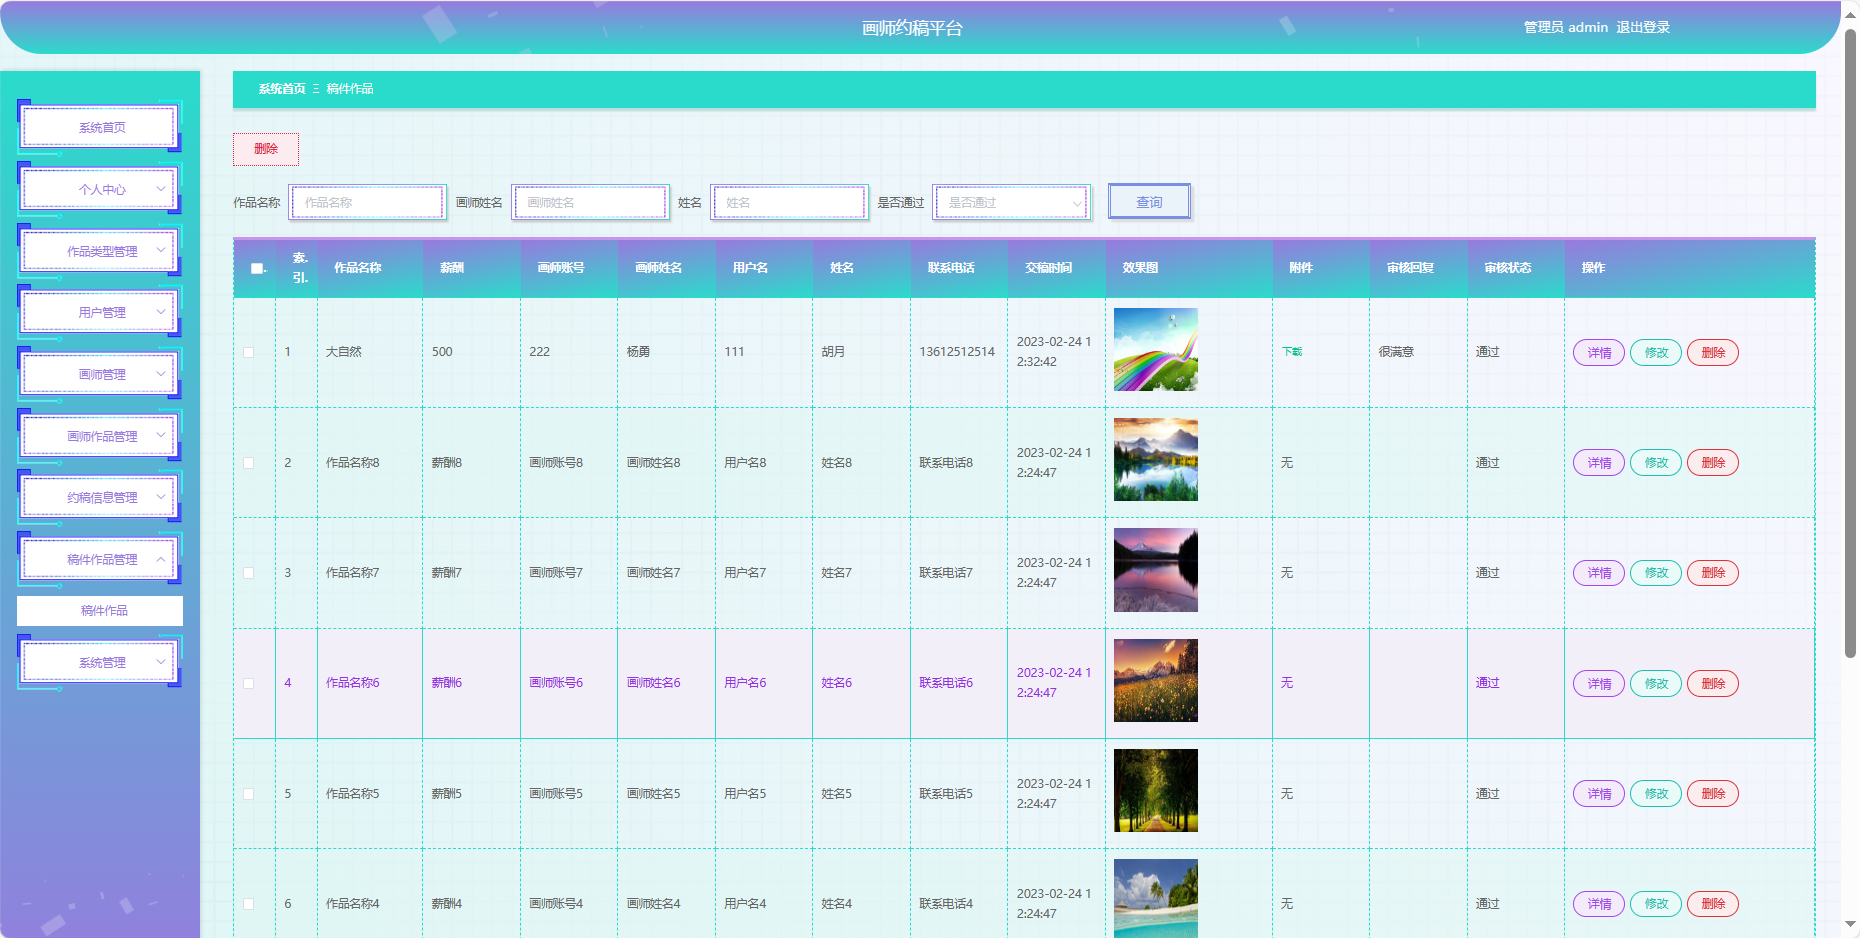 画师约稿平台
管理员 admin 退出登录
系统首页 Ξ 稿件作品
系统首页
个人中心
作品类型管理
用户管理
画师管理
画师作品管理
约稿信息管理
稿件作品管理
稿件作品
系统管理
删除
作品名称 作品名称 画师姓名 画师姓名 姓名 姓名 是否通过 是否通过 查询
索引. 作品名称 薪酬 画师账号 画师姓名 用户名 姓名 联系电话 交稿时间 效果图 附件 审核回复 审核状态 操作
1 大自然 500 222 杨勇 111 胡月 13612512514 2023-02-24 1
2:32:42 下载 很满意 通过 详情 修改 删除
2 作品名称8 薪酬8 画师账号8 画师姓名8 用户名8 姓名8 联系电话8 2023-02-24 1
2:24:47 无 通过 详情 修改 删除
3 作品名称7 薪酬7 画师账号7 画师姓名7 用户名7 姓名7 联系电话7 2023-02-24 1
2:24:47 无 通过 详情 修改 删除
4 作品名称6 薪酬6 画师账号6 画师姓名6 用户名6 姓名6 联系电话6 2023-02-24 1
2:24:47 无 通过 详情 修改 删除
5 作品名称5 薪酬5 画师账号5 画师姓名5 用户名5 姓名5 联系电话5 2023-02-24 1
2:24:47 无 通过 详情 修改 删除
6 作品名称4 薪酬4 画师账号4 画师姓名4 用户名4 姓名4 联系电话4 2023-02-24 1
2:24:47 无 通过 详情 修改 删除